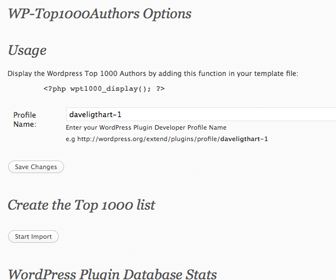 WP-Top1000Authors Options
Usage
Display the Wordpress Top 1000 Authors by adding this function in your template file:
<?php wpt1000_display(); ?>
Profile Name:
daveligthart-1
Enter your WordPress Plugin Developer Profile Name
e.g http://wordpress.org/extend/plugins/profile/daveligthart-1
Save Changes
Create the Top 1000 list
Start Import
WordPress Plugin Database Stats